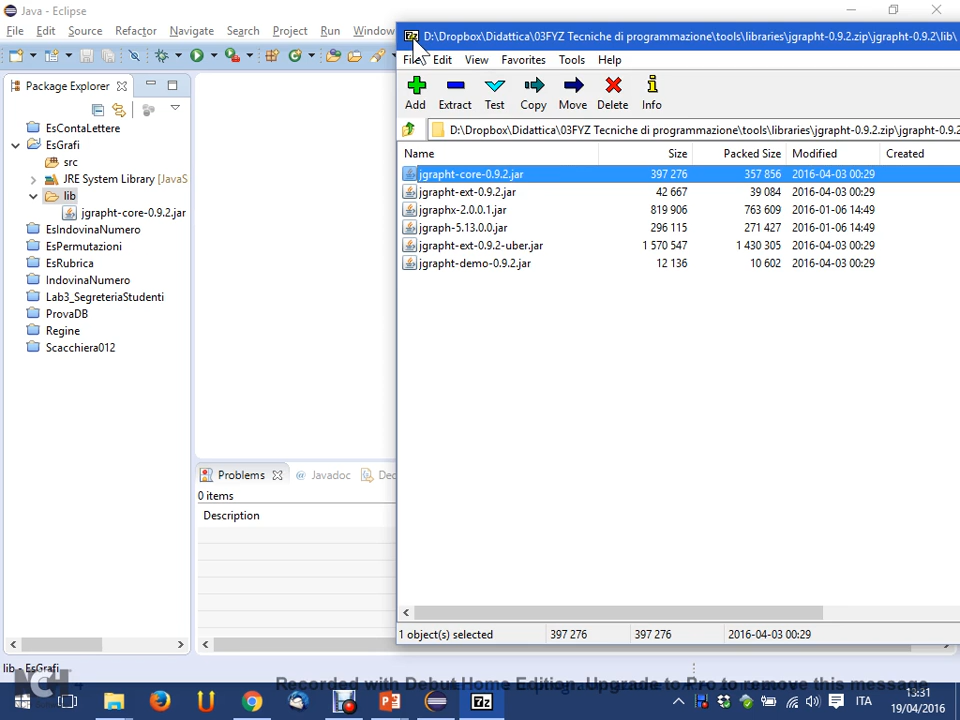 Java - Eclipse
File Edit Source Refactor Navigate Search Project Run Window
Package Explorer
EsContaLettere
EsGrafi
src
JRE System Library [JavaS
lib
jgrapht-core-0.9.2.jar
EsIndovinaNumero
EsPermutazioni
EsRubrica
IndovinaNumero
Lab3_SegreteriaStudenti
ProvaDB
Regine
Scacchiera012
Problems Javadoc Dec
0 items
Description
lib - EsGrafi
D:\Dropbox\Didattica\03FYZ Tecniche di programmazione\tools\libraries\jgrapht-0.9.2.zip\jgrapht-0.9.2\lib\
File Edit View Favorites Tools Help
Add Extract Test Copy Move Delete Info
D:\Dropbox\Didattica\03FYZ Tecniche di programmazione\tools\libraries\jgrapht-0.9.2.zip\jgrapht-0.9.2
Name Size Packed Size Modified Created
jgrapht-core-0.9.2.jar 397 276 357 856 2016-04-03 00:29
jgrapht-ext-0.9.2.jar 42 667 39 084 2016-04-03 00:29
jgraphx-2.0.0.1.jar 819 906 763 609 2016-01-06 14:49
jgraph-5.13.0.0.jar 296 115 271 427 2016-01-06 14:49
jgrapht-ext-0.9.2-uber.jar 1 570 547 1 430 305 2016-04-03 00:29
jgrapht-demo-0.9.2.jar 12 136 10 602 2016-04-03 00:29
1 object(s) selected 397 276 397 276 2016-04-03 00:29
Recorded with Debut Home Edition. Upgrade to Pro to remove this message
NCH
7z
ITA
13:31
19/04/2016